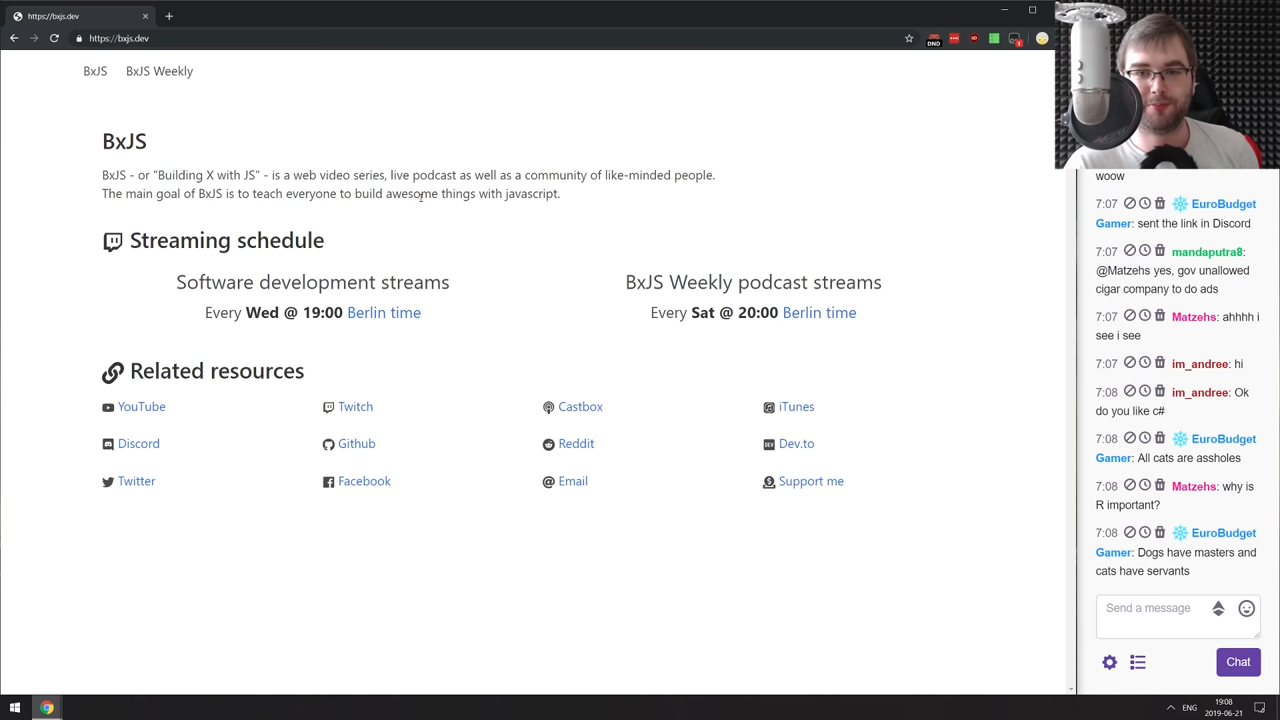 https://bxjs.dev
https://bxjs.dev
DND
1
BxJS BxJS Weekly
BxJS
BxJS - or "Building X with JS" - is a web video series, live podcast as well as a community of like-minded people.
The main goal of BxJS is to teach everyone to build awesome things with javascript.
Streaming schedule
Software development streams
Every Wed @ 19:00 Berlin time
BxJS Weekly podcast streams
Every Sat @ 20:00 Berlin time
Related resources
YouTube Twitch Castbox iTunes
Discord Github Reddit Dev.to
Twitter Facebook Email Support me
woow
7:07 EuroBudget
Gamer: sent the link in Discord
7:07 mandaputra8:
@Matzehs yes, gov unallowed
cigar company to do ads
7:07 Matzehs: ahhhh i
see i see
7:07 im_andree: hi
7:08 im_andree: Ok
do you like c#
7:08 EuroBudget
Gamer: All cats are assholes
7:08 Matzehs: why is
R important?
7:08 EuroBudget
Gamer: Dogs have masters and
cats have servants
Send a message
Chat
ENG
19:08
2019-06-21